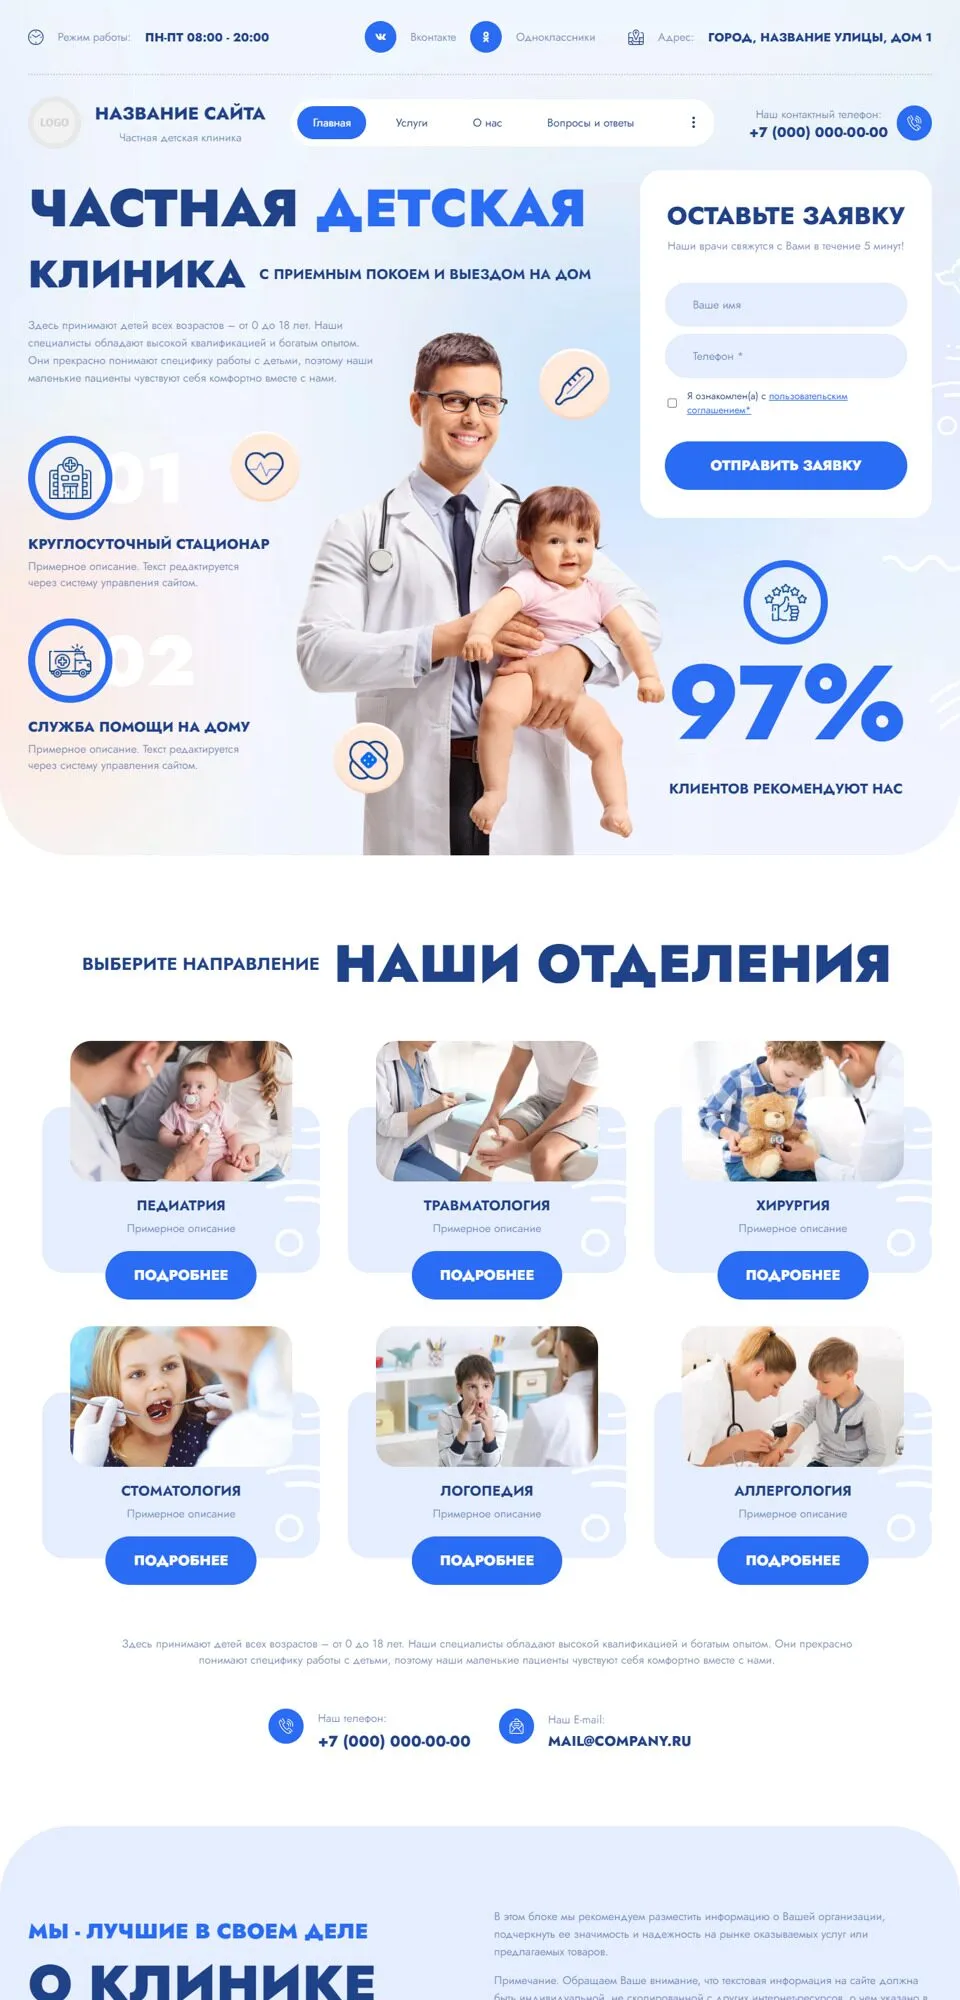 Режим работы: ПН-ПТ 08:00 - 20:00
Вконтакте
Одноклассники
Адрес: ГОРОД, НАЗВАНИЕ УЛИЦЫ, ДОМ 1
LOGO
НАЗВАНИЕ САЙТА
Частная детская клиника
Главная
Услуги
О нас
Вопросы и ответы
Наш контактный телефон:
+7 (000) 000-00-00
ЧАСТНАЯ ДЕТСКАЯ
КЛИНИКА С ПРИЕМНЫМ ПОКОЕМ И ВЫЕЗДОМ НА ДОМ
Здесь принимают детей всех возрастов – от 0 до 18 лет. Наши
специалисты обладают высокой квалификацией и богатым опытом.
Они прекрасно понимают специфику работы с детьми, поэтому наши
маленькие пациенты чувствуют себя комфортно вместе с нами.
01
КРУГЛОСУТОЧНЫЙ СТАЦИОНАР
Примерное описание. Текст редактируется
через систему управления сайтом.
02
СЛУЖБА ПОМОЩИ НА ДОМУ
Примерное описание. Текст редактируется
через систему управления сайтом.
ОСТАВЬТЕ ЗАЯВКУ
Наши врачи свяжутся с Вами в течение 5 минут!
Ваше имя
Телефон *
Я ознакомлен(а) с пользовательским
соглашением*
ОТПРАВИТЬ ЗАЯВКУ
97%
КЛИЕНТОВ РЕКОМЕНДУЮТ НАС
ВЫБЕРИТЕ НАПРАВЛЕНИЕ НАШИ ОТДЕЛЕНИЯ
ПЕДИАТРИЯ
Примерное описание
ПОДРОБНЕЕ
ТРАВМАТОЛОГИЯ
Примерное описание
ПОДРОБНЕЕ
ХИРУРГИЯ
Примерное описание
ПОДРОБНЕЕ
СТОМАТОЛОГИЯ
Примерное описание
ПОДРОБНЕЕ
ЛОГОПЕДИЯ
Примерное описание
ПОДРОБНЕЕ
АЛЛЕРГОЛОГИЯ
Примерное описание
ПОДРОБНЕЕ
Здесь принимают детей всех возрастов – от 0 до 18 лет. Наши специалисты обладают высокой квалификацией и богатым опытом. Они прекрасно
понимают специфику работы с детьми, поэтому наши маленькие пациенты чувствуют себя комфортно вместе с нами.
Наш телефон:
+7 (000) 000-00-00
Наш E-mail:
MAIL@COMPANY.RU
МЫ - ЛУЧШИЕ В СВОЕМ ДЕЛЕ
О КЛИНИКЕ
В этом блоке мы рекомендуем разместить информацию о Вашей организации,
подчеркнуть ее значимость и надежность на рынке оказываемых услуг или
предлагаемых товаров.
Примечание. Обращаем Ваше внимание, что текстовая информация на сайте должна
быть индивидуальной, не скопированной с других интернет-ресурсов, о чем указано в